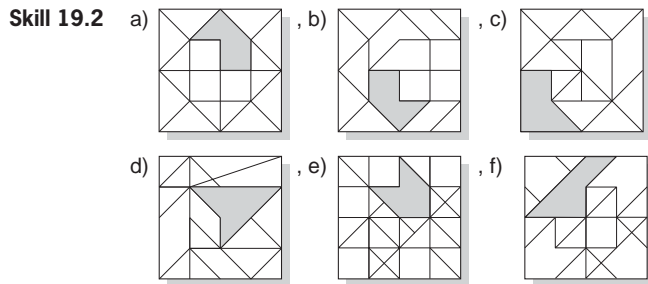 Skill 19.2 a) , b) , c)
d) , e) , f)